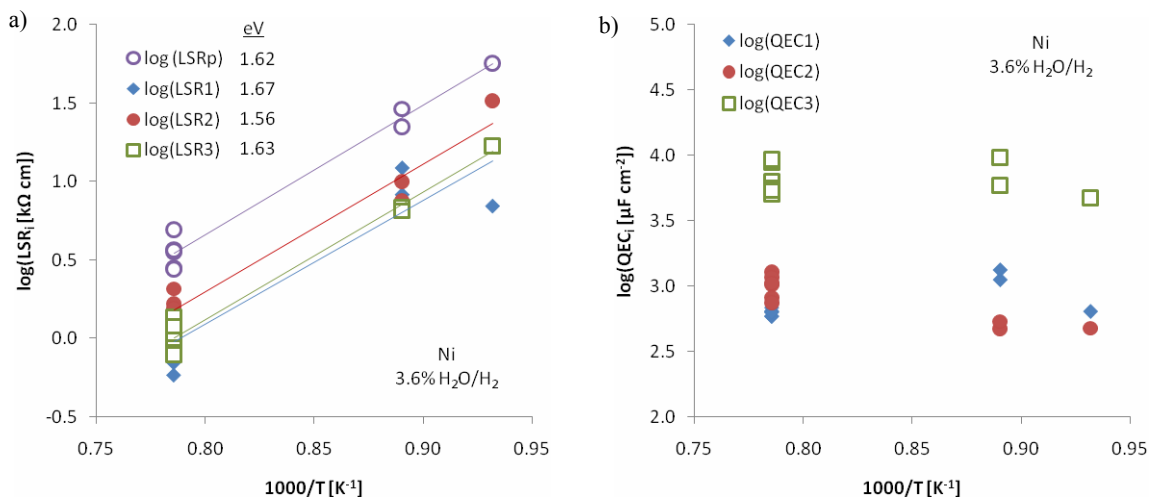 a)
eV
log (LSRp) 1.62
log(LSR1) 1.67
log(LSR2) 1.56
log(LSR3) 1.63
2.0
1.5
1.0
0.5
0.0
-0.5
log(LSRᵢ [kΩ cm])
Ni
3.6% H₂O/H₂
0.75 0.80 0.85 0.90 0.95
1000/T [K⁻¹]
b)
log(QEC1)
log(QEC2)
log(QEC3)
Ni
3.6% H₂O/H₂
5.0
4.5
4.0
3.5
3.0
2.5
2.0
log(QECᵢ [µF cm⁻²])
0.75 0.80 0.85 0.90 0.95
1000/T [K⁻¹]